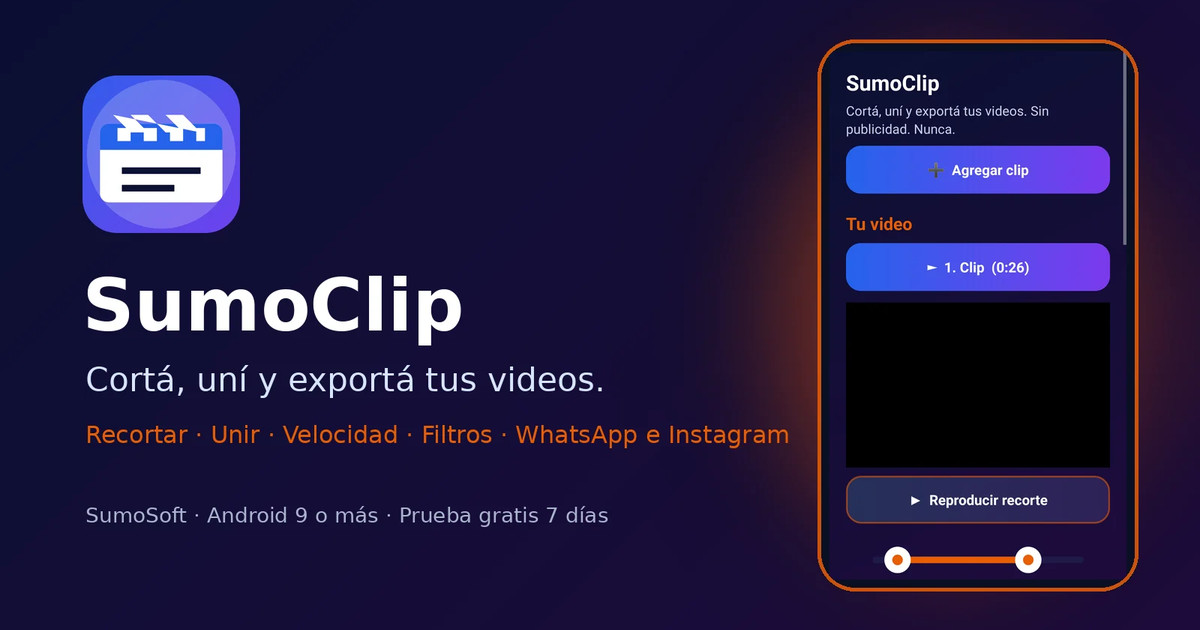 SumoClip
Cortá, uní y exportá tus videos.
Recortar · Unir · Velocidad · Filtros · WhatsApp e Instagram
SumoSoft · Android 9 o más · Prueba gratis 7 días
SumoClip
Cortá, uní y exportá tus videos. Sin
publicidad. Nunca.
➕ Agregar clip
Tu video
► 1. Clip (0:26)
► Reproducir recorte